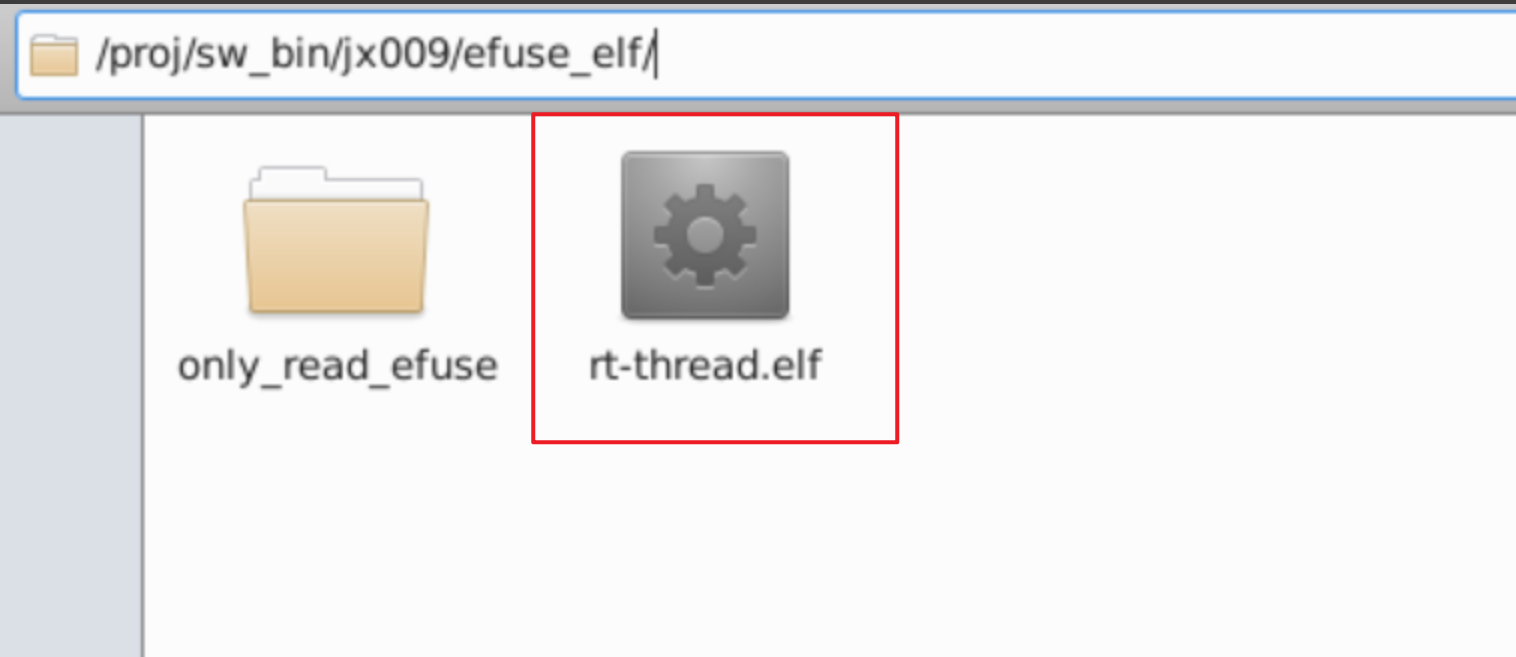 /proj/sw_bin/jx009/efuse_elf/
only_read_efuse
rt-thread.elf